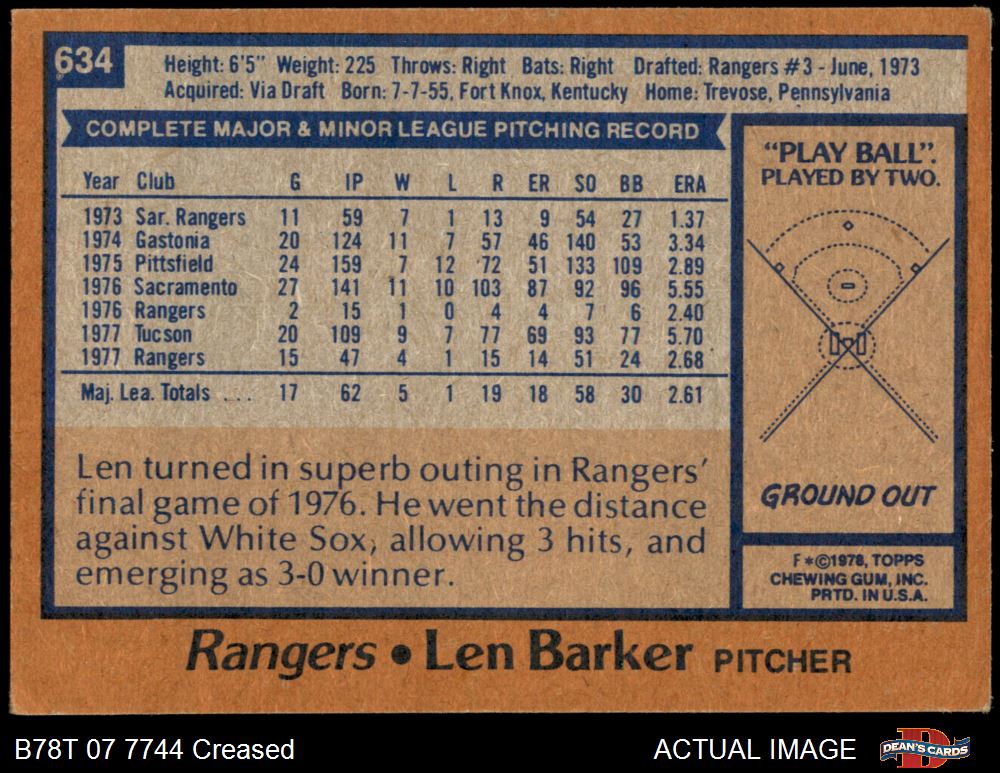 634
Height: 6'5" Weight: 225 Throws: Right Bats: Right Drafted: Rangers #3 - June, 1973
Acquired: Via Draft Born: 7-7-55, Fort Knox, Kentucky Home: Trevose, Pennsylvania
COMPLETE MAJOR & MINOR LEAGUE PITCHING RECORD
Year Club G IP W L R ER SO BB ERA
1973 Sar. Rangers 11 59 7 1 13 9 54 27 1.37
1974 Gastonia 20 124 11 7 57 46 140 53 3.34
1975 Pittsfield 24 159 7 12 72 51 133 109 2.89
1976 Sacramento 27 141 11 10 103 87 92 96 5.55
1976 Rangers 2 15 1 0 4 4 7 6 2.40
1977 Tucson 20 109 9 7 77 69 93 77 5.70
1977 Rangers 15 47 4 1 15 14 51 24 2.68
Maj. Lea. Totals ... 17 62 5 1 19 18 58 30 2.61
Len turned in superb outing in Rangers'
final game of 1976. He went the distance
against White Sox, allowing 3 hits, and
emerging as 3-0 winner.
"PLAY BALL".
PLAYED BY TWO.
GROUND OUT
F*©1978, TOPPS
CHEWING GUM, INC.
PRTD. IN U.S.A.
Rangers • Len Barker PITCHER
B78T 07 7744 Creased
ACTUAL IMAGE
DEAN'S CARDS